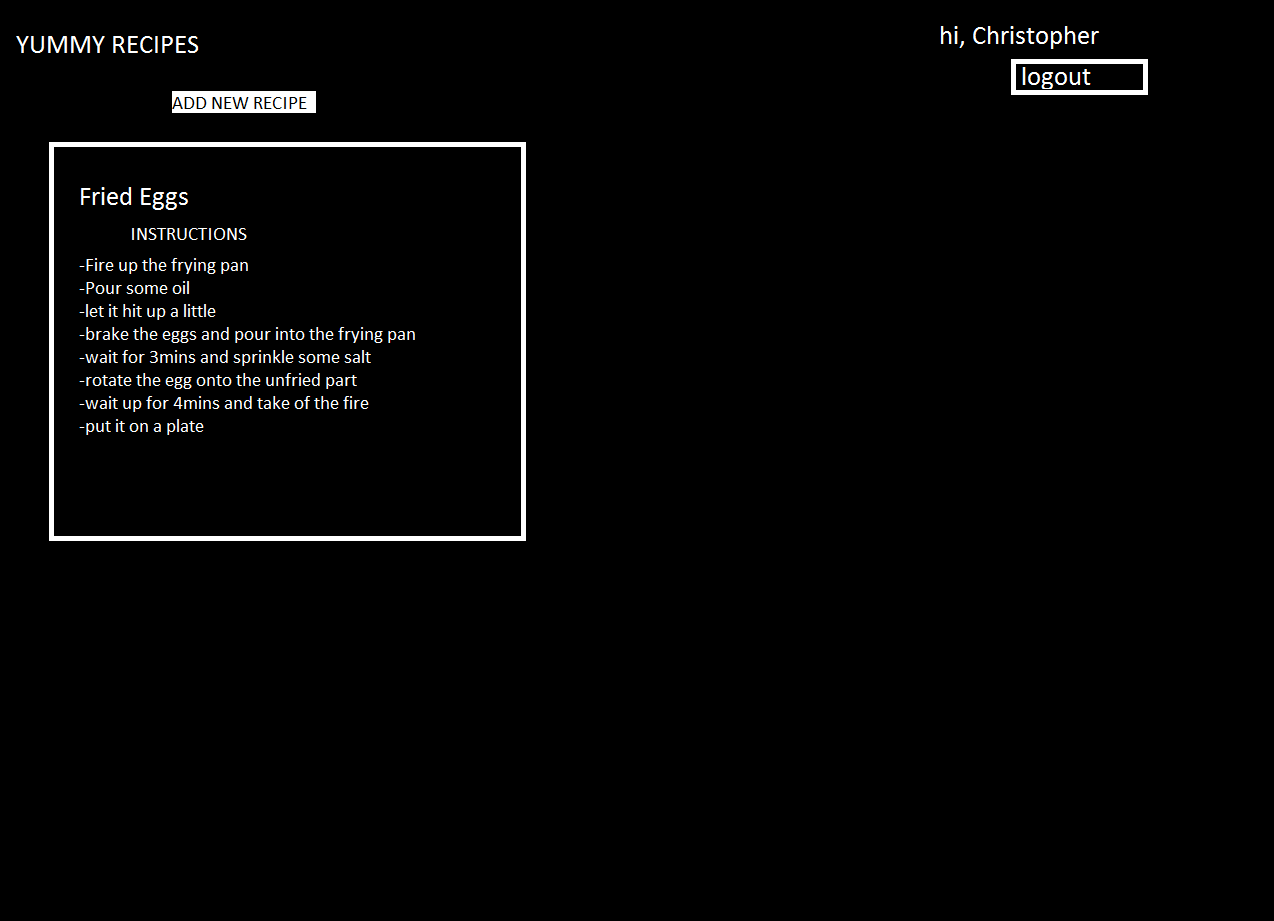 YUMMY RECIPES
hi, Christopher
logout
ADD NEW RECIPE
Fried Eggs
INSTRUCTIONS
-Fire up the frying pan
-Pour some oil
-let it hit up a little
-brake the eggs and pour into the frying pan
-wait for 3mins and sprinkle some salt
-rotate the egg onto the unfried part
-wait up for 4mins and take of the fire
-put it on a plate